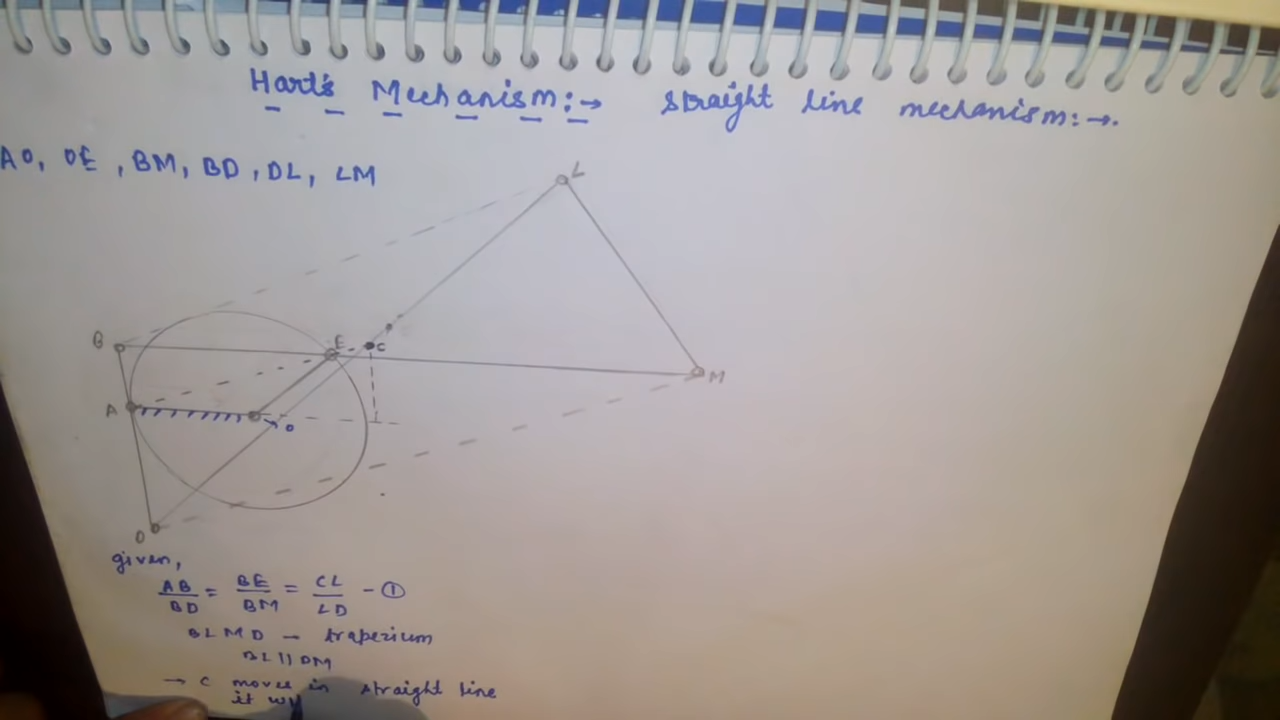 Hart's Mechanism:→ straight line mechanism:→.
AO, OE, BM, BD, DL, LM
L
B
E
C
M
A
O
D
given,
AB/BD = BE/BM = CL/LD - ①
BLMD → trapezium
BL || DM
→ C moves in straight line
it w